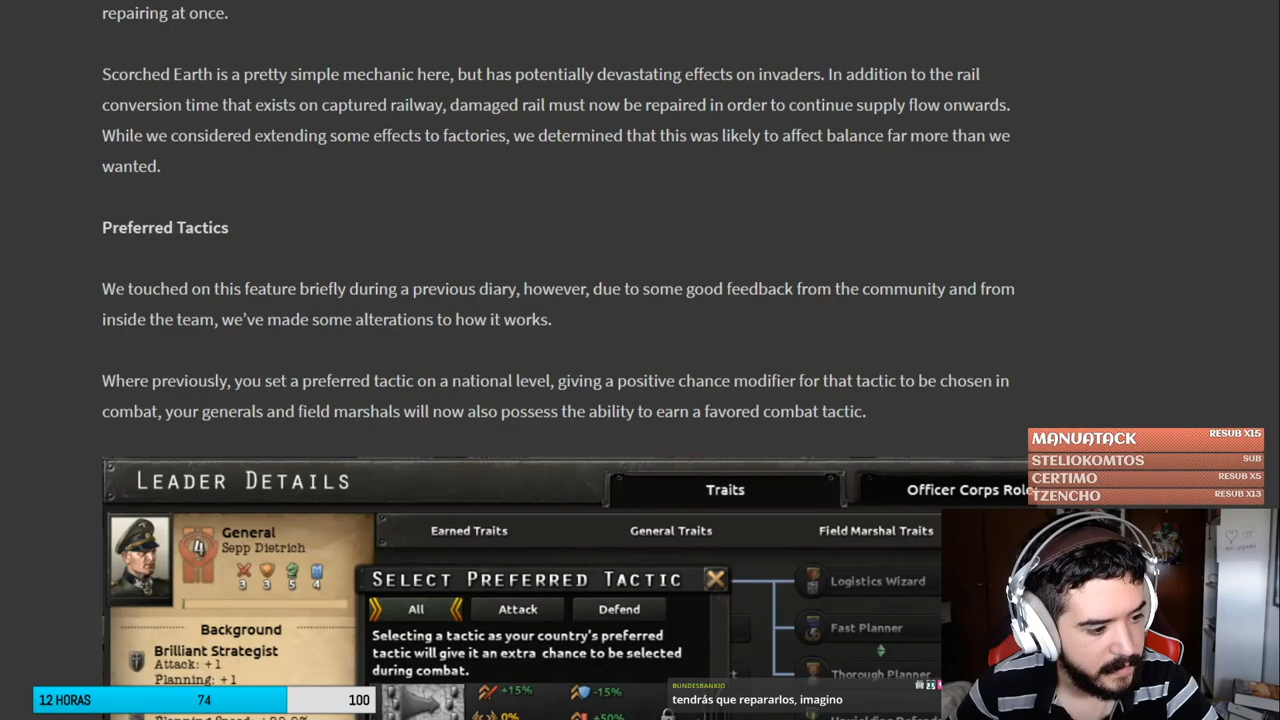 repairing at once.
Scorched Earth is a pretty simple mechanic here, but has potentially devastating effects on invaders. In addition to the rail
conversion time that exists on captured railway, damaged rail must now be repaired in order to continue supply flow onwards.
While we considered extending some effects to factories, we determined that this was likely to affect balance far more than we
wanted.
Preferred Tactics
We touched on this feature briefly during a previous diary, however, due to some good feedback from the community and from
inside the team, we've made some alterations to how it works.
Where previously, you set a preferred tactic on a national level, giving a positive chance modifier for that tactic to be chosen in
combat, your generals and field marshals will now also possess the ability to earn a favored combat tactic.
MANUATACK RESUB X15
STELIOKOMTOS SUB
CERTIMO RESUB X5
TZENCHO RESUB X13
LEADER DETAILS
Traits
Officer Corps Role
General
Sepp Dietrich
4
3 3 5 4
Earned Traits
General Traits
Field Marshal Traits
SELECT PREFERRED TACTIC
All
Attack
Defend
Selecting a tactic as your country's preferred
tactic will give it an extra chance to be selected
during combat.
Logistics Wizard
Fast Planner
Thorough Planner
Background
Brilliant Strategist
Attack: +1
Planning: +1
+15%
-15%
0%
+50%
12 HORAS
74
100
BUNDESBANKIO
tendrás que repararlos, imagino